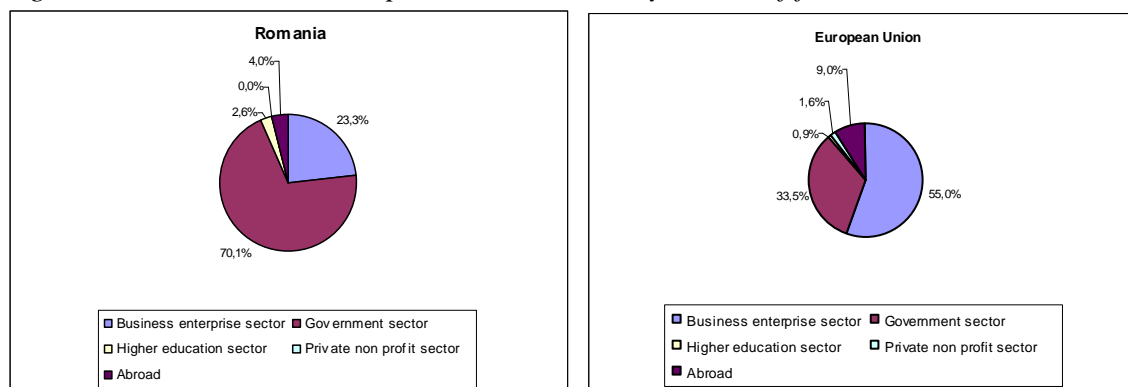 Romania
4,0%
0,0%
2,6%
23,3%
70,1%
Business enterprise sector Government sector
Higher education sector Private non profit sector
Abroad
European Union
9,0%
1,6%
0,9%
33,5%
55,0%
Business enterprise sector Government sector
Higher education sector Private non profit sector
Abroad